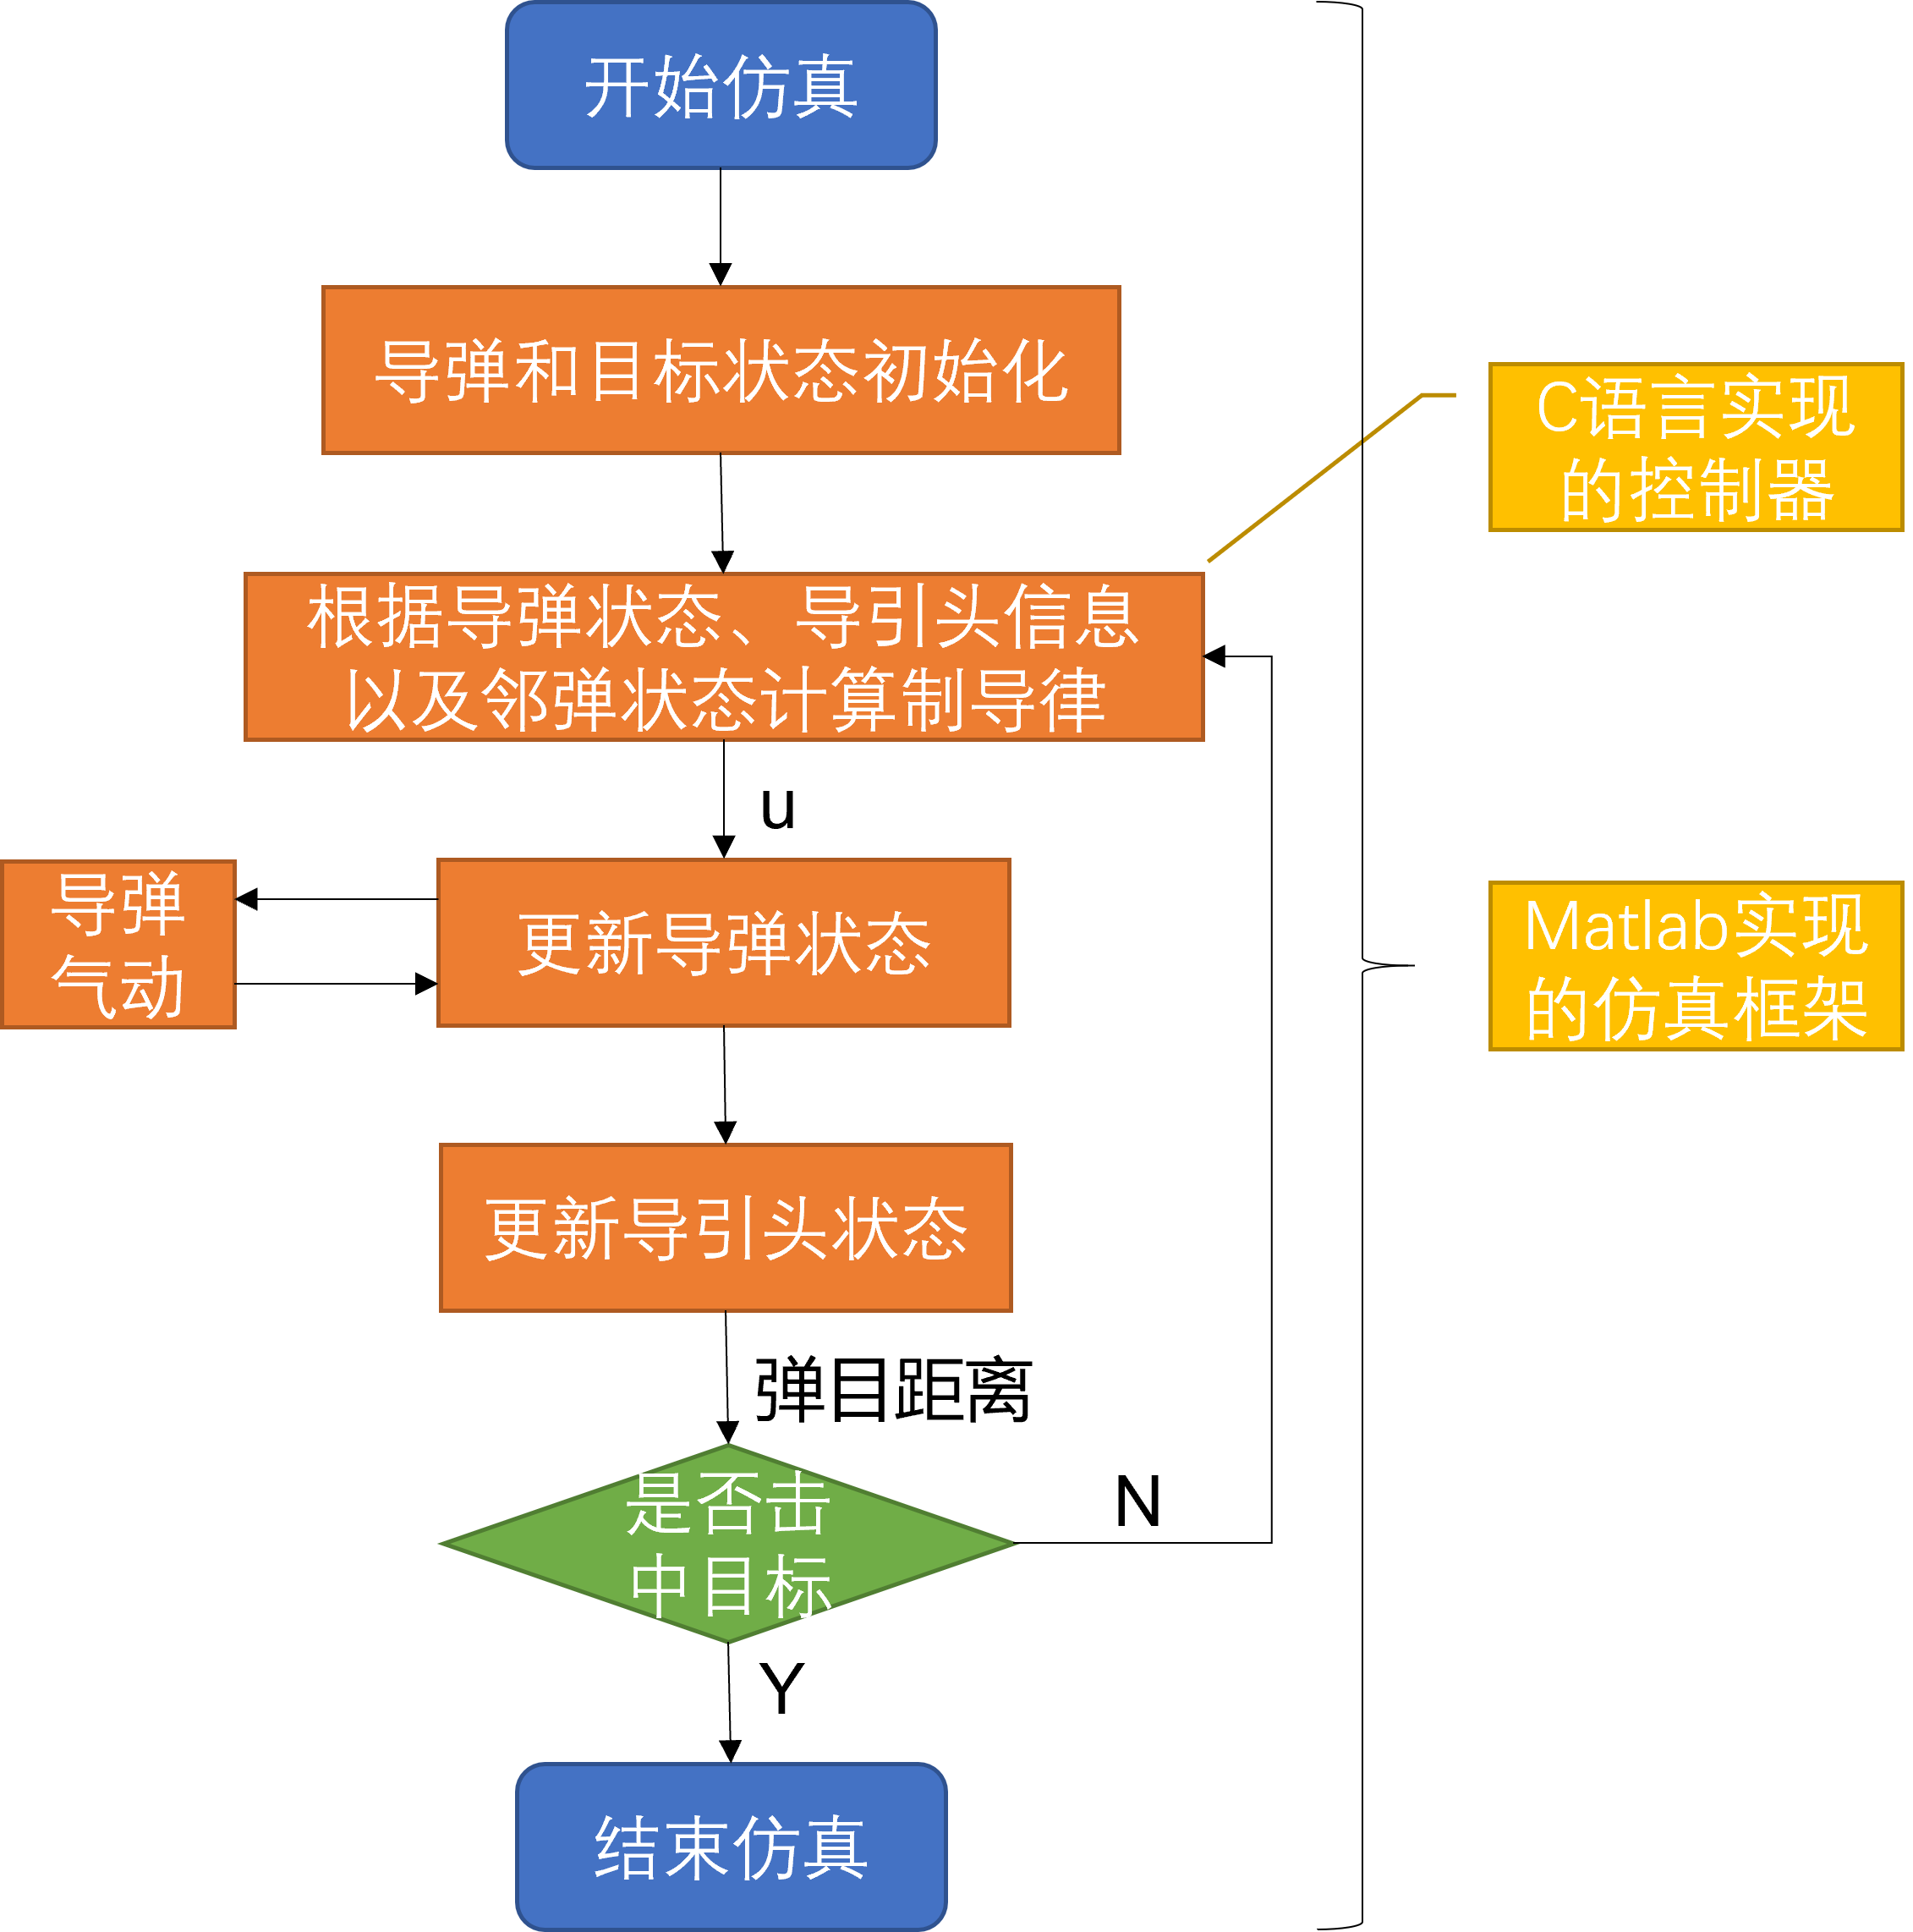 开始仿真
导弹和目标状态初始化
C语言实现
的控制器
根据导弹状态、导引头信息
以及邻弹状态计算制导律
u
导弹
气动
更新导弹状态
Matlab实现
的仿真框架
更新导引头状态
弹目距离
是否击
中目标
N
Y
结束仿真